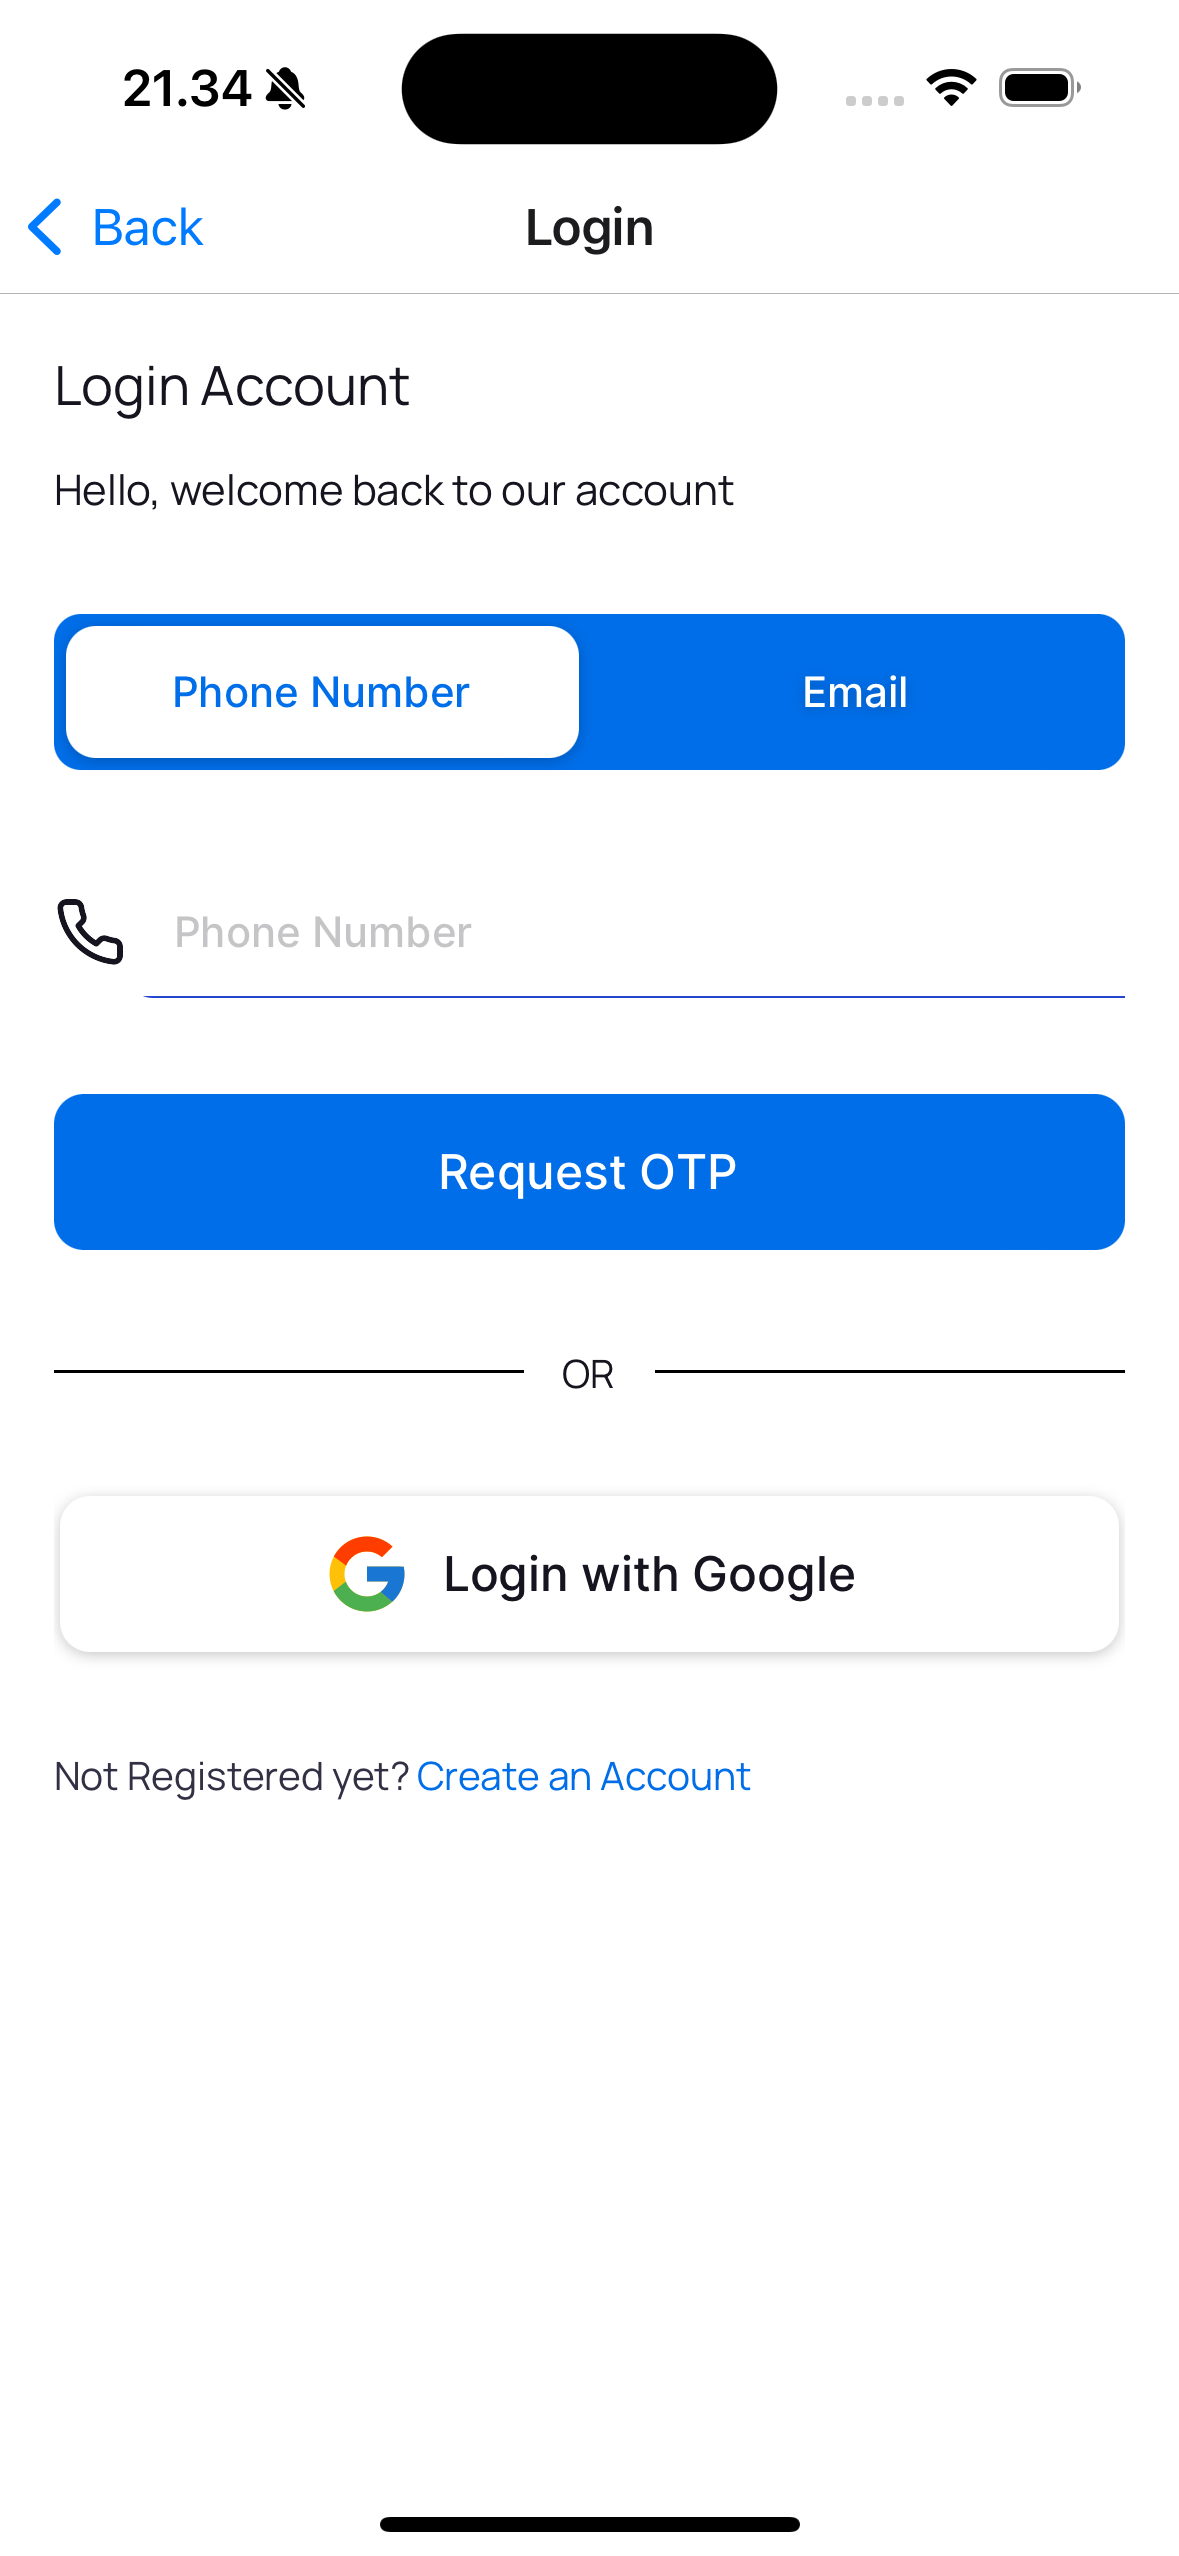 21.34
Back
Login
Login Account
Hello, welcome back to our account
Phone Number
Email
Phone Number
Request OTP
OR
Login with Google
Not Registered yet? Create an Account